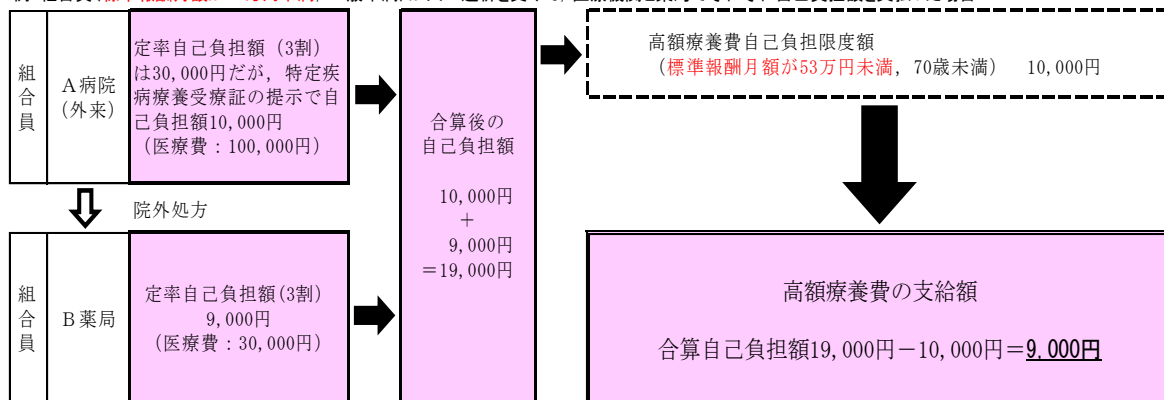 組合員
A病院
(外来)
定率自己負担額（3割）
は30,000円だが，特定疾
病療養受療証の提示で自
己負担額10,000円
（医療費：100,000円）
院外処方
組合員
B薬局
定率自己負担額(3割)
9,000円
（医療費：30,000円）
合算後の
自己負担額
10,000円
＋
9,000円
＝19,000円
高額療養費自己負担限度額
（標準報酬月額が53万円未満，70歳未満）　10,000円
高額療養費の支給額
合算自己負担額19,000円－10,000円＝9,000円